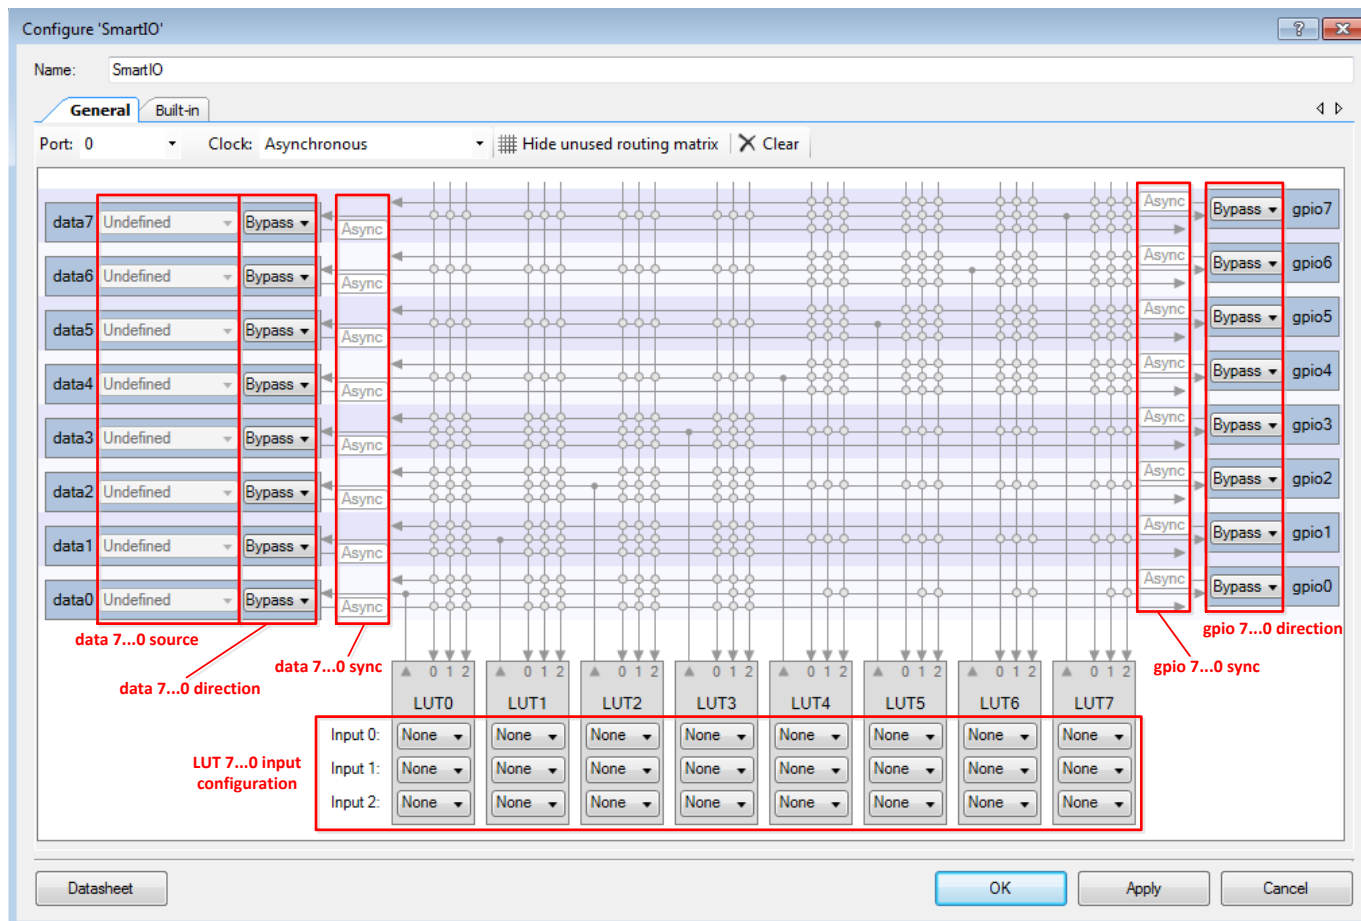 Configure 'SmartIO'
?
Name: SmartIO
General Built-in
Port: 0 Clock: Asynchronous Hide unused routing matrix Clear
data7 Undefined Bypass Async Async Bypass gpio7
data6 Undefined Bypass Async Async Bypass gpio6
data5 Undefined Bypass Async Async Bypass gpio5
data4 Undefined Bypass Async Async Bypass gpio4
data3 Undefined Bypass Async Async Bypass gpio3
data2 Undefined Bypass Async Async Bypass gpio2
data1 Undefined Bypass Async Async Bypass gpio1
data0 Undefined Bypass Async Async Bypass gpio0
data 7...0 source
data 7...0 direction
data 7...0 sync
gpio 7...0 sync
gpio 7...0 direction
0 1 2 0 1 2 0 1 2 0 1 2 0 1 2 0 1 2 0 1 2 0 1 2
LUT0 LUT1 LUT2 LUT3 LUT4 LUT5 LUT6 LUT7
LUT 7...0 input
configuration
Input 0: None None None None None None None None
Input 1: None None None None None None None None
Input 2: None None None None None None None None
Datasheet OK Apply Cancel